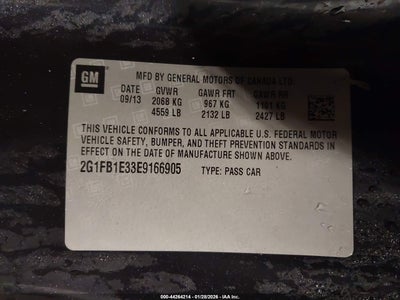 GM
MFD BY GENERAL MOTORS OF CANADA LTD.
DATE GVWR GAWR FRT GAWR RR
09/13 2068 KG 967 KG 1101 KG
4559 LB 2132 LB 2427 LB
THIS VEHICLE CONFORMS TO ALL APPLICABLE U.S. FEDERAL MOTOR
VEHICLE SAFETY, BUMPER, AND THEFT PREVENTION STANDARDS IN
EFFECT ON THE DATE OF MANUFACTURE SHOWN ABOVE.
2G1FB1E33E9166905 TYPE: PASS CAR
000-44264214 - 01/28/2026 - IAA Inc.